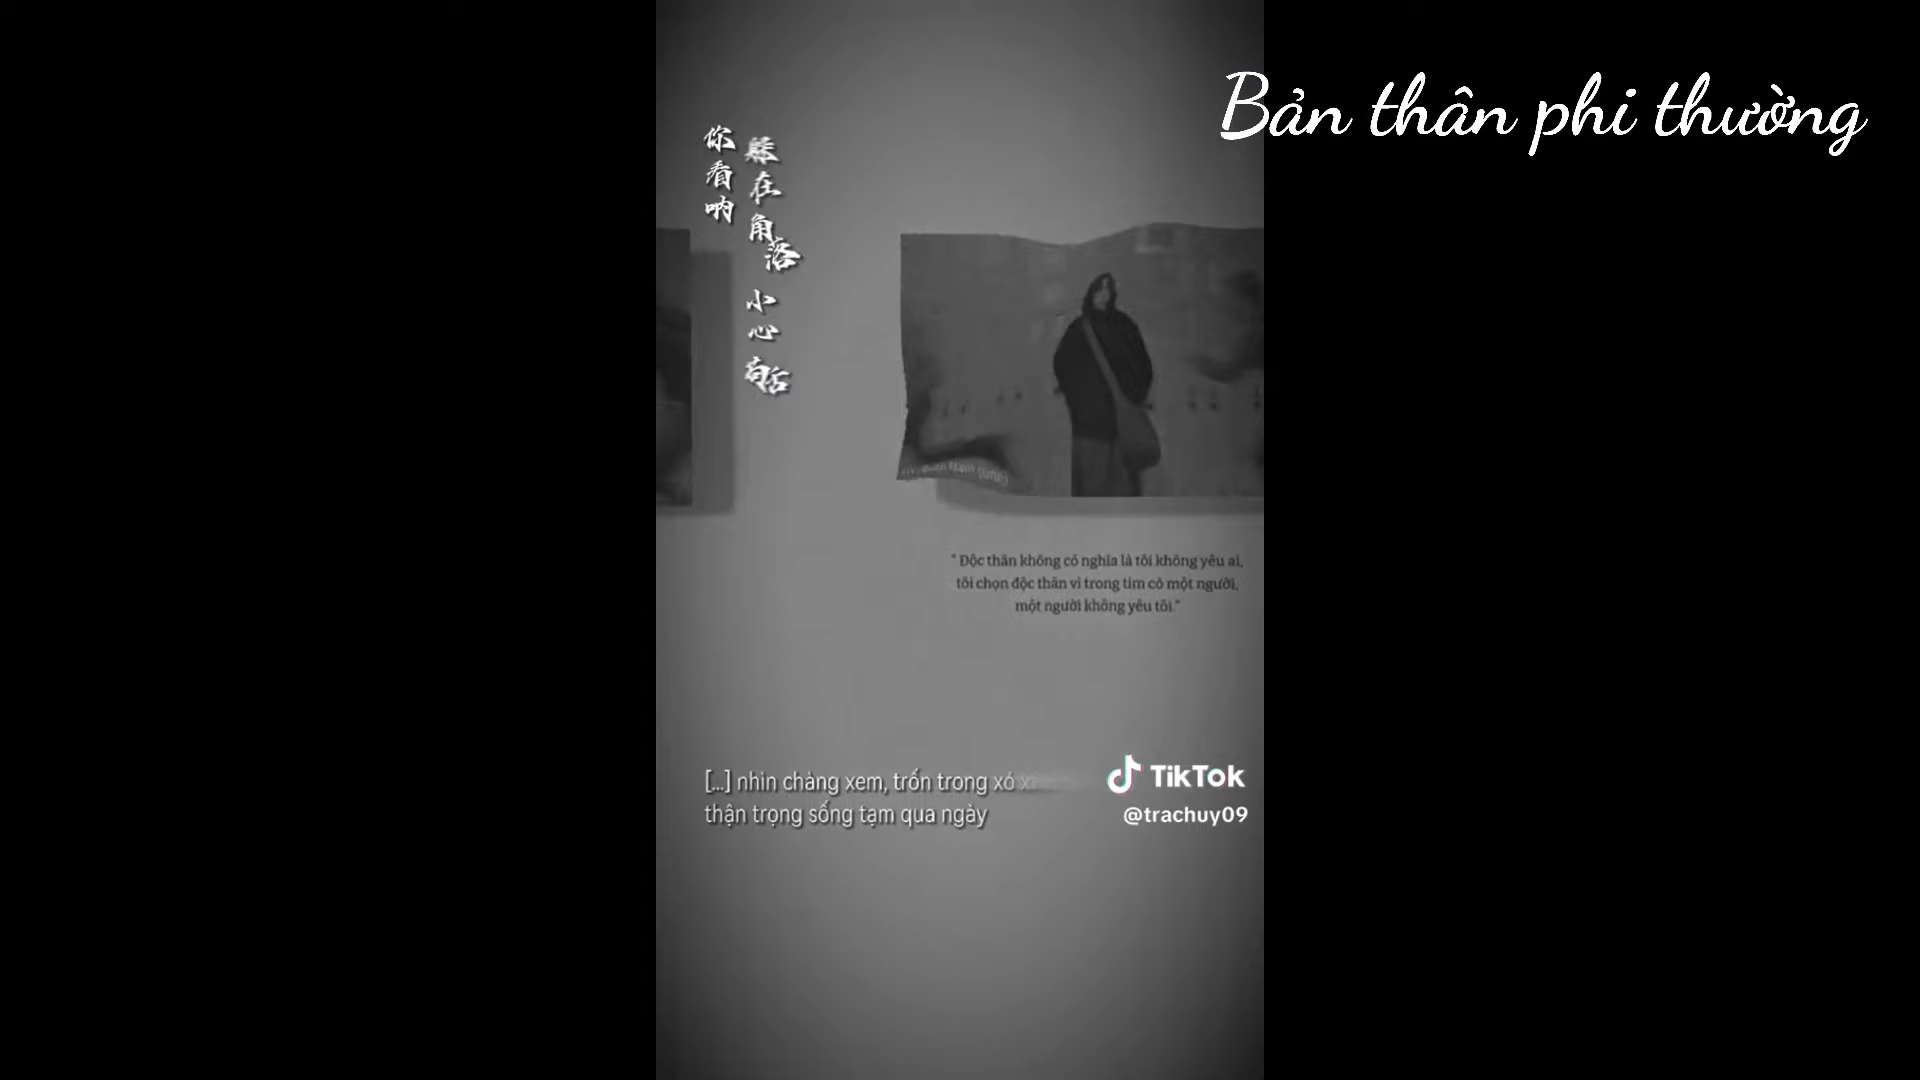 Bản thân phi thường
你看呐
躲在角落 小心苟活
" Độc thân không có nghĩa là tôi không yêu ai,
tôi chọn độc thân vì trong tim có một người,
một người không yêu tôi."
[...] nhìn chàng xem, trốn trong xó
thận trọng sống tạm qua ngày
TikTok
@trachuy09